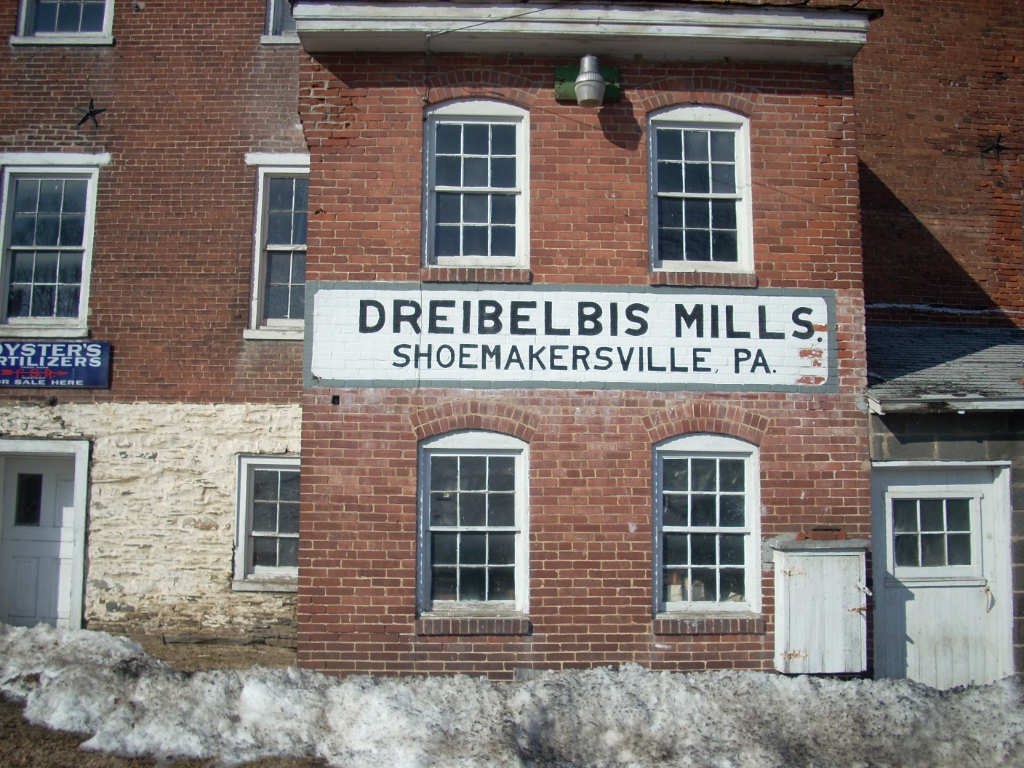 DREIBELBIS MILLS.
SHOEMAKERSVILLE, PA.
OYSTER'S
RTILIZERS
R SALE HERE